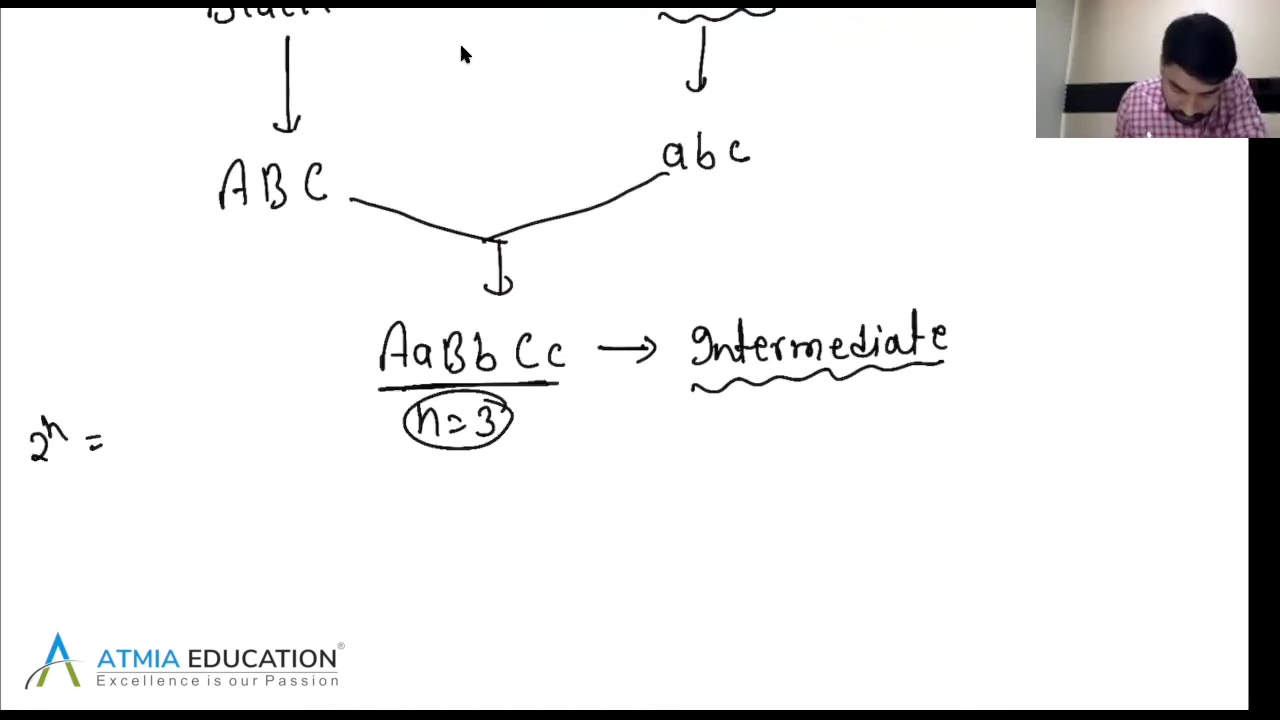 ABC
abc
AaBbCc → Intermediate
n = 3
2ⁿ =
ATMIA EDUCATION®
Excellence is our Passion